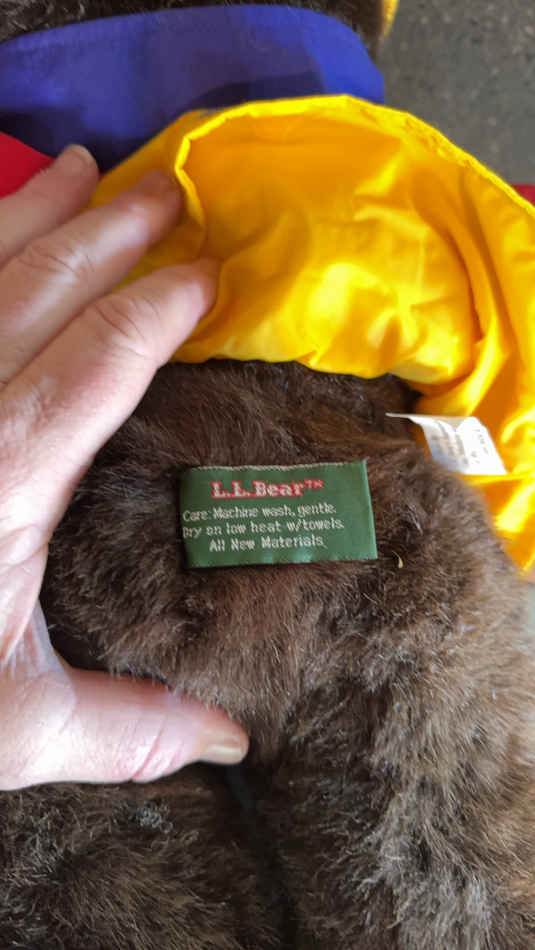 L.L.Bear™
Care: Machine wash, gentle.
Dry on low heat w/towels.
All New Materials